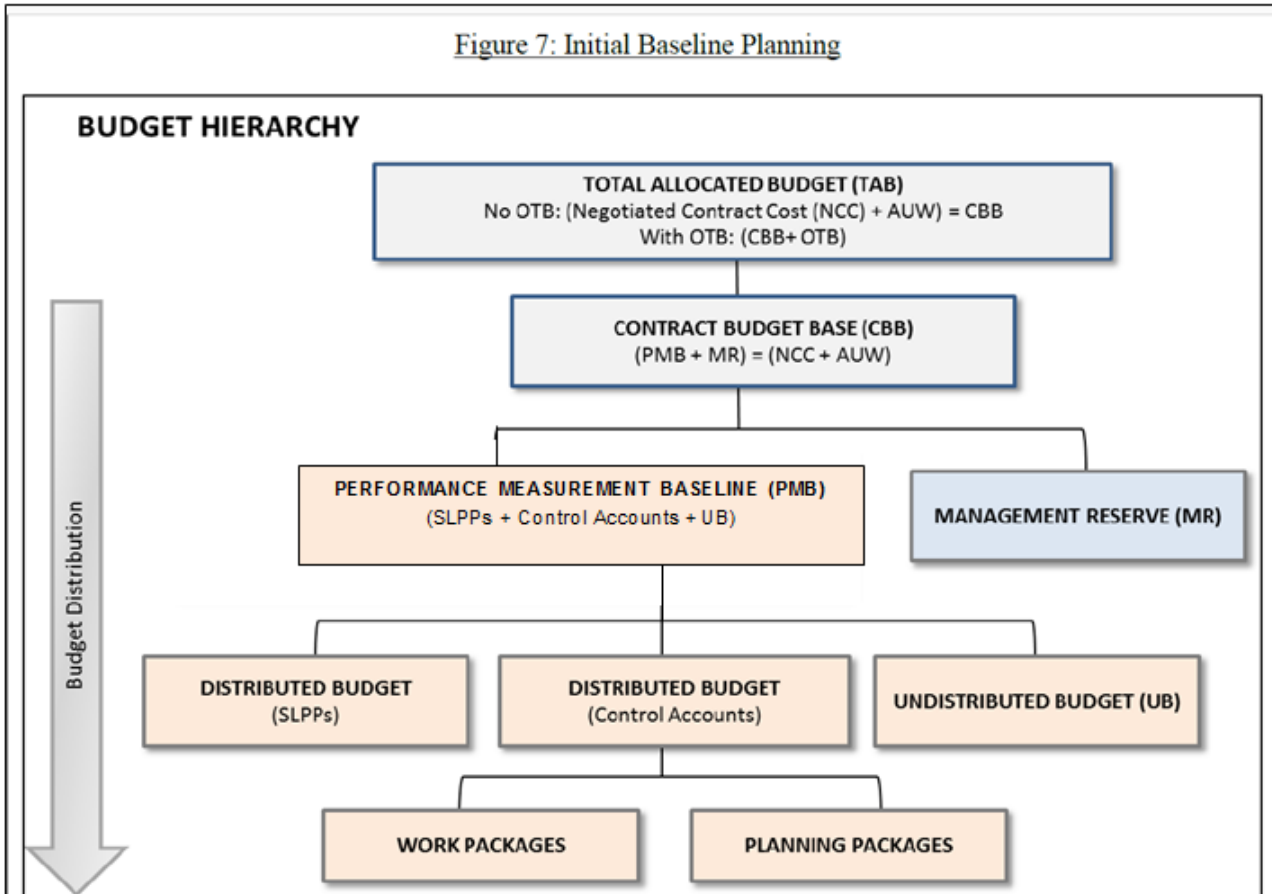 Figure 7: Initial Baseline Planning
BUDGET HIERARCHY
TOTAL ALLOCATED BUDGET (TAB)
No OTB: (Negotiated Contract Cost (NCC) + AUW) = CBB
With OTB: (CBB+ OTB)
CONTRACT BUDGET BASE (CBB)
(PMB + MR) = (NCC + AUW)
PERFORMANCE MEASUREMENT BASELINE (PMB)
(SLPPs + Control Accounts + UB)
MANAGEMENT RESERVE (MR)
Budget Distribution
DISTRIBUTED BUDGET
(SLPPs)
DISTRIBUTED BUDGET
(Control Accounts)
UNDISTRIBUTED BUDGET (UB)
WORK PACKAGES
PLANNING PACKAGES